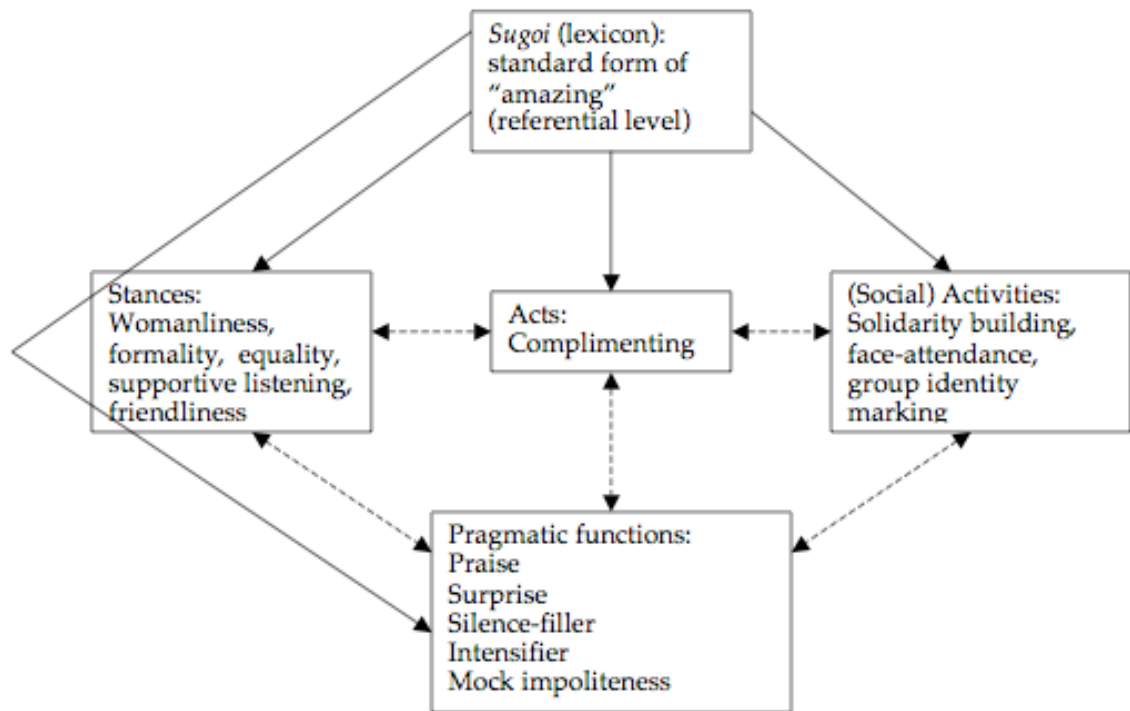 Sugoi (lexicon):
standard form of
“amazing”
(referential level)
Stances:
Womanliness,
formality, equality,
supportive listening,
friendliness
Acts:
Complimenting
(Social) Activities:
Solidarity building,
face-attendance,
group identity
marking
Pragmatic functions:
Praise
Surprise
Silence-filler
Intensifier
Mock impoliteness